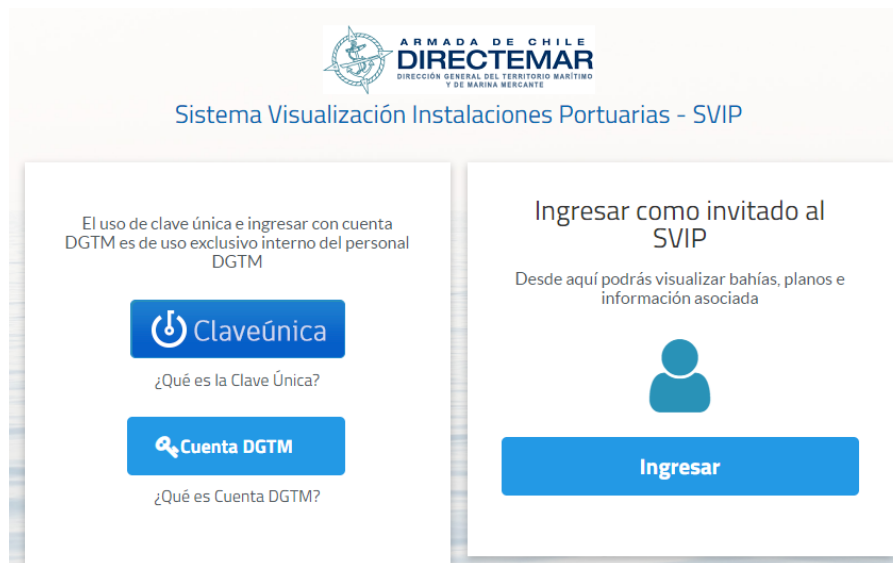 ARMADA DE CHILE
DIRECTEMAR
DIRECCIÓN GENERAL DEL TERRITORIO MARÍTIMO
Y DE MARINA MERCANTE
Sistema Visualización Instalaciones Portuarias - SVIP
El uso de clave única e ingresar con cuenta
DGTM es de uso exclusivo interno del personal
DGTM
Claveúnica
¿Qué es la Clave Única?
Cuenta DGTM
¿Qué es Cuenta DGTM?
Ingresar como invitado al
SVIP
Desde aquí podrás visualizar bahías, planos e
información asociada
Ingresar